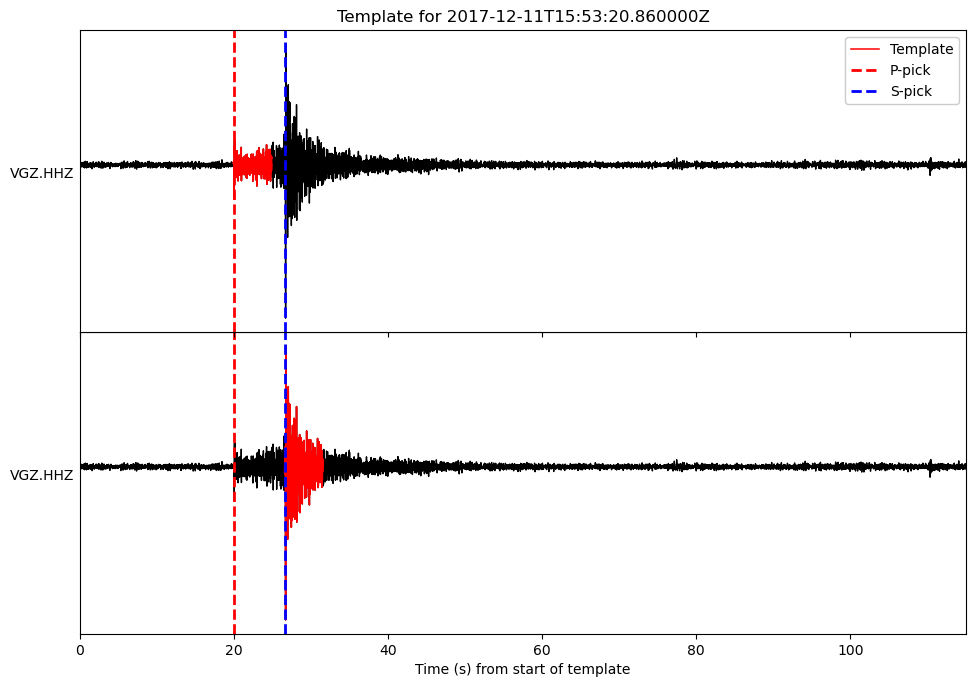 Template for 2017-12-11T15:53:20.860000Z
Template
P-pick
S-pick
VGZ.HHZ
VGZ.HHZ
0 20 40 60 80 100
Time (s) from start of template